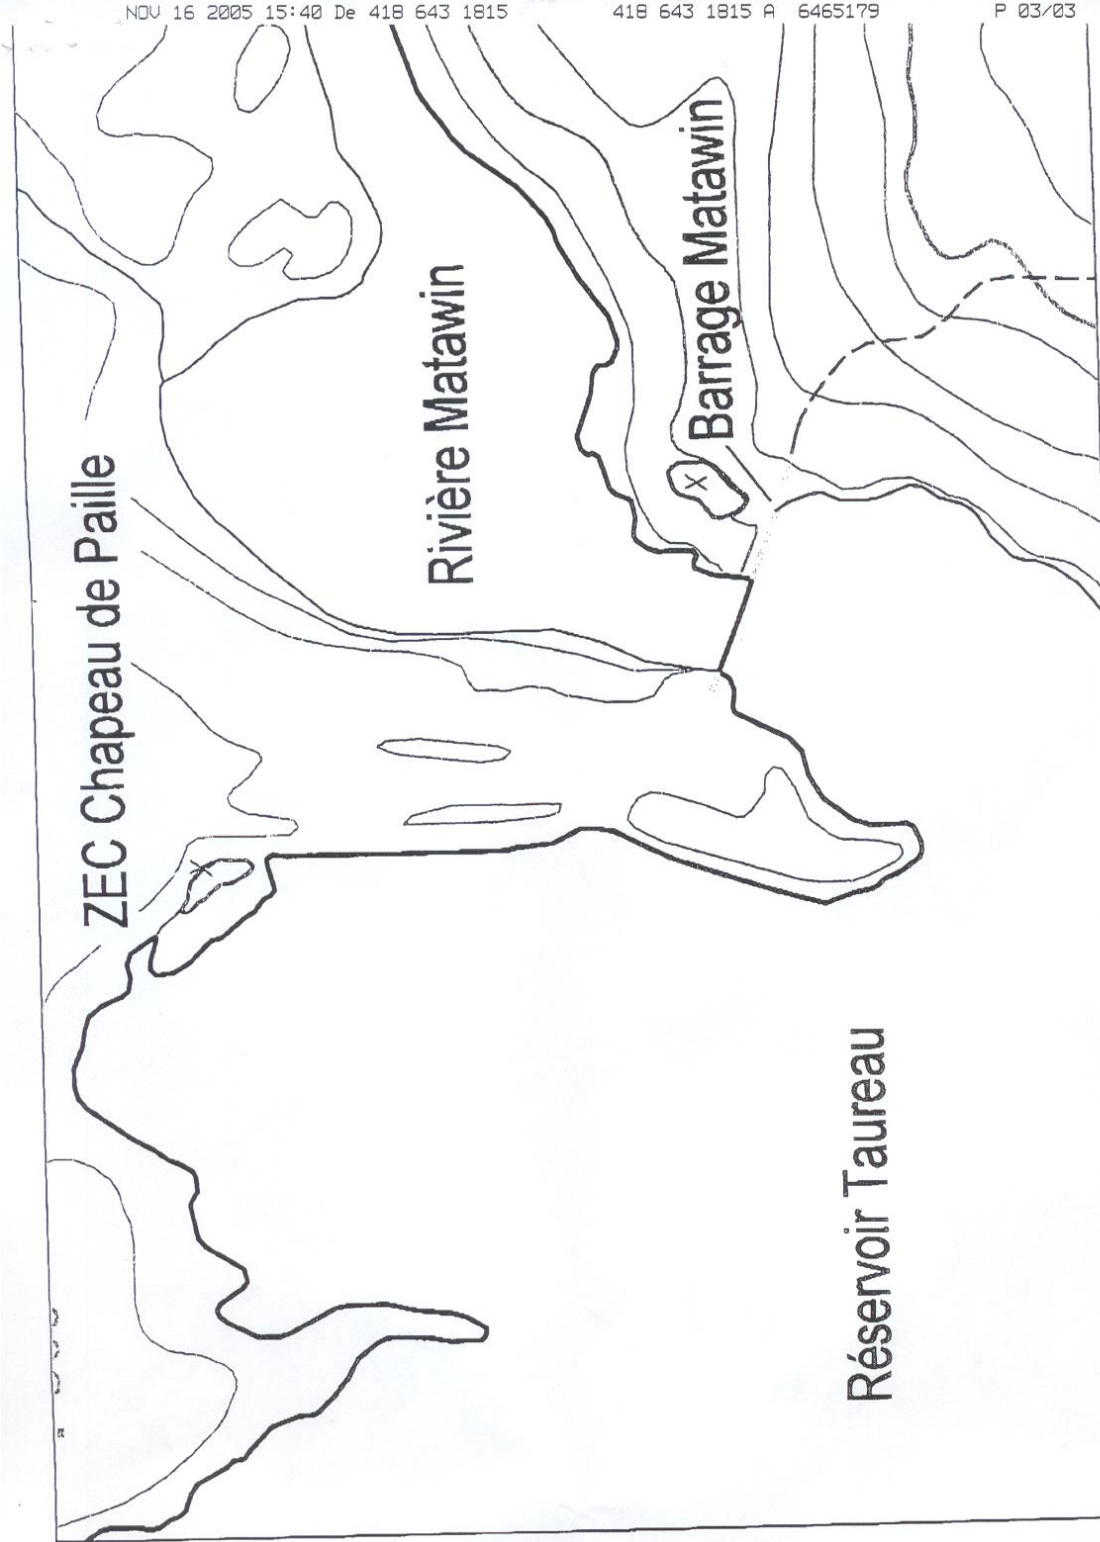 NOV 16 2005 15:40 De 418 643 1815 418 643 1815 A 6465179 P 03/03
ZEC Chapeau de Paille
Rivière Matawin
Barrage Matawin
X
X
Réservoir Taureau